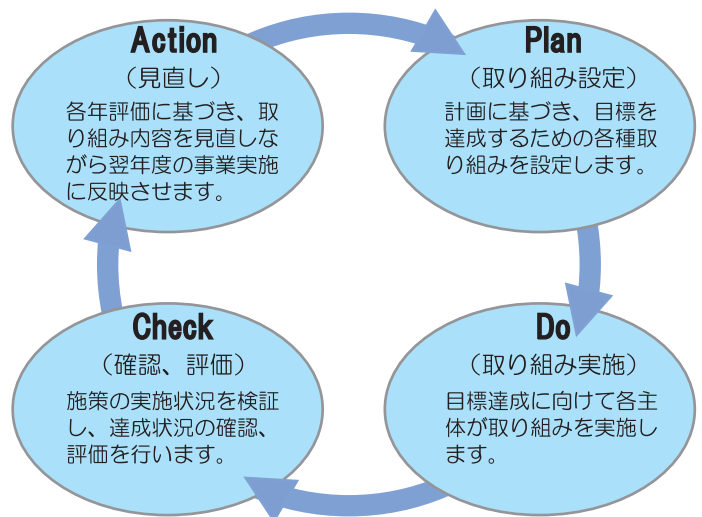 Action
（見直し）
各年評価に基づき、取
り組み内容を見直しな
がら翌年度の事業実施
に反映させます。
Plan
（取り組み設定）
計画に基づき、目標を
達成するための各種取
り組みを設定します。
Check
（確認、評価）
施策の実施状況を検証
し、達成状況の確認、
評価を行います。
Do
（取り組み実施）
目標達成に向けて各主
体が取り組みを実施し
ます。